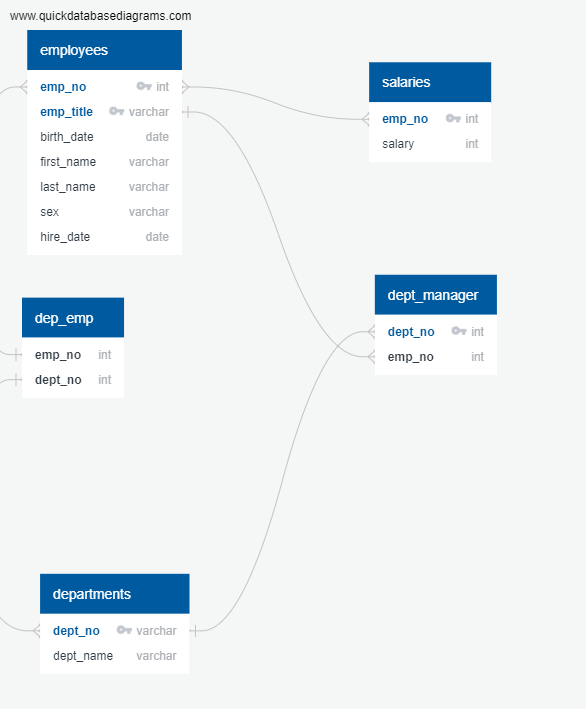 www.quickdatabasediagrams.com
employees
emp_no int
emp_title varchar
birth_date date
first_name varchar
last_name varchar
sex varchar
hire_date date
salaries
emp_no int
salary int
dep_emp
emp_no int
dept_no int
dept_manager
dept_no int
emp_no int
departments
dept_no varchar
dept_name varchar